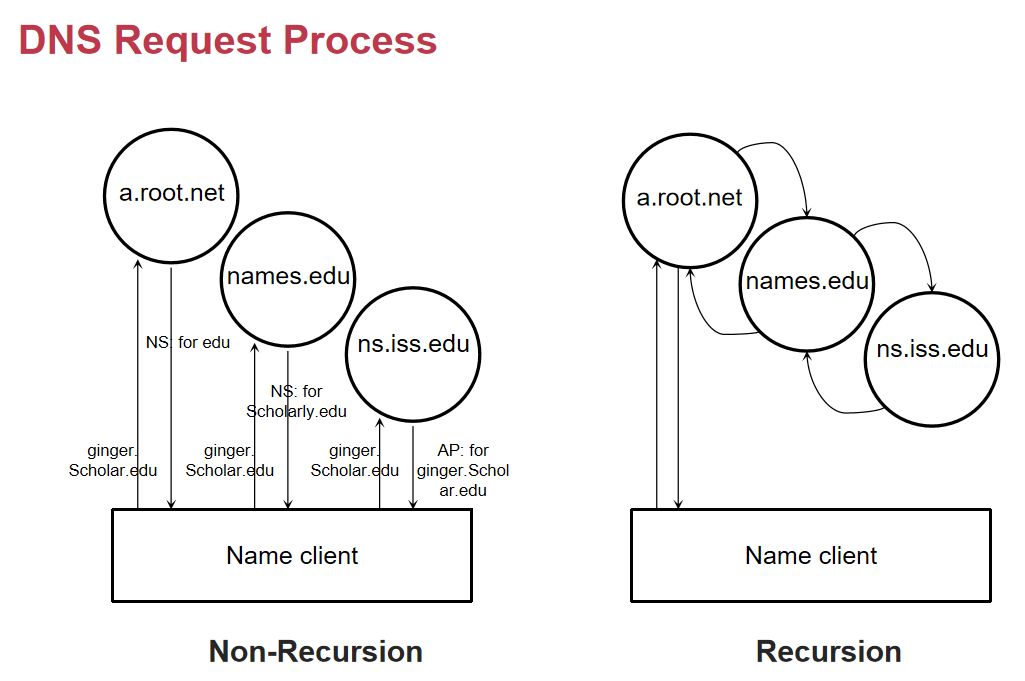 DNS Request Process
a.root.net
names.edu
ns.iss.edu
NS: for edu
NS: for
Scholarly.edu
ginger.
Scholar.edu
ginger.
Scholar.edu
ginger.
Scholar.edu
AP: for
ginger.Schol
ar.edu
Name client
Non-Recursion
a.root.net
names.edu
ns.iss.edu
Name client
Recursion